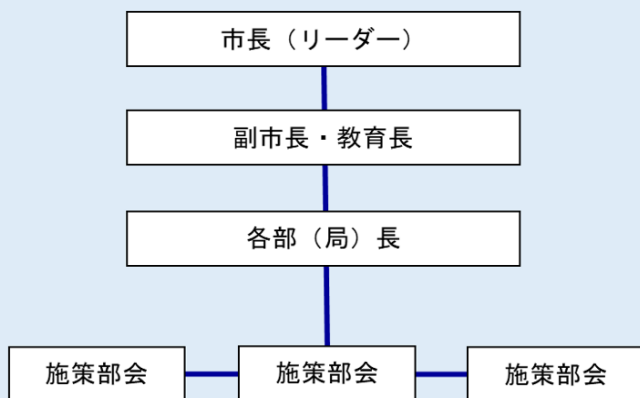 市長（リーダー）
副市長・教育長
各部（局）長
施策部会
施策部会
施策部会